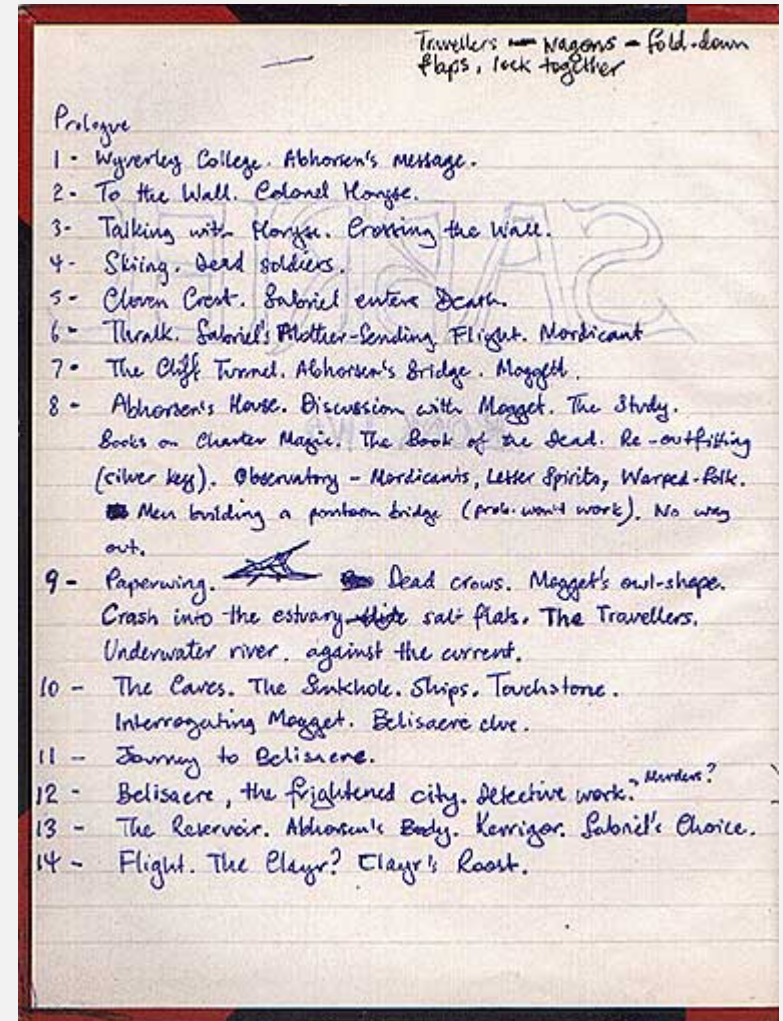 Travellers — Wagons - fold-down
flaps, lock together
Prologue
1 - Wyverley College. Abhorsen's message.
2 - To the Wall. Colonel Horyse.
3 - Talking with Horyse. Crossing the Wall.
4 - Skiing. Dead soldiers.
5 - Cloven Crest. Sabriel enters Death.
6 - Thralk. Sabriel's Mother-Sending Flight. Mordicant
7 - The Cliff Tunnel. Abhorsen's Bridge. Moggett.
8 - Abhorsen's House. Discussion with Mogget. The Study.
Books on Charter Magic. The Book of the Dead. Re-outfitting
(silver key). Observatory - Mordicants, Lesser Spirits, Warped-folk.
Men building a pontoon bridge (prob. won't work). No way
out.
9 - Paperwing. Dead crows. Mogget's owl-shape.
Crash into the estuary salt flats. The Travellers.
Underwater river. against the current.
10 - The Caves. The Sinkhole. Ships. Touchstone.
Interrogating Mogget. Belisaere clue.
11 - Journey to Belisaere.
12 - Belisaere, the frightened city. Detective work. - Murders?
13 - The Reservoir. Abhorsen's Body. Kerrigor. Sabriel's Choice.
14 - Flight. The Clayr? Clayr's Roost.